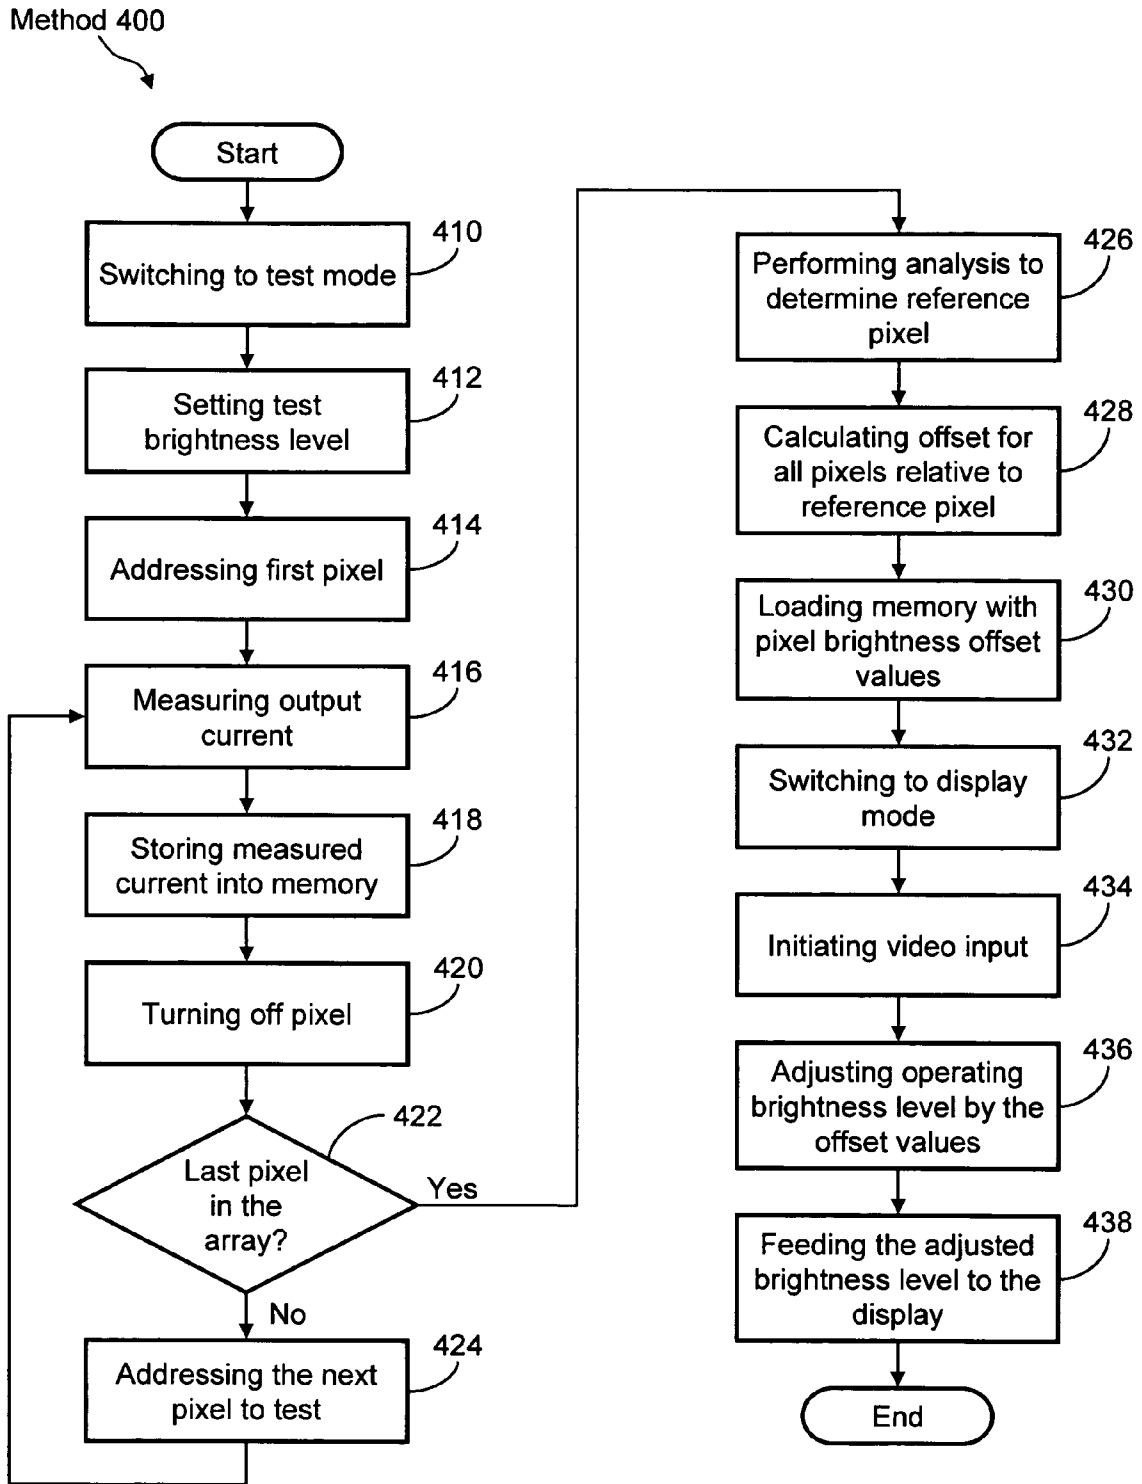 Method 400
Start
410
Switching to test mode
412
Setting test
brightness level
414
Addressing first pixel
416
Measuring output
current
418
Storing measured
current into memory
420
Turning off pixel
422
Last pixel
in the
array?
Yes
No
424
Addressing the next
pixel to test
426
Performing analysis to
determine reference
pixel
428
Calculating offset for
all pixels relative to
reference pixel
430
Loading memory with
pixel brightness offset
values
432
Switching to display
mode
434
Initiating video input
436
Adjusting operating
brightness level by the
offset values
438
Feeding the adjusted
brightness level to the
display
End